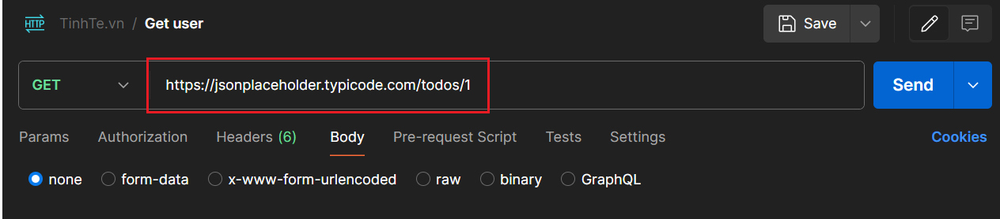 HTTP TinhTe.vn / Get user Save
GET https://jsonplaceholder.typicode.com/todos/1 Send
Params Authorization Headers (6) Body Pre-request Script Tests Settings Cookies
none form-data x-www-form-urlencoded raw binary GraphQL